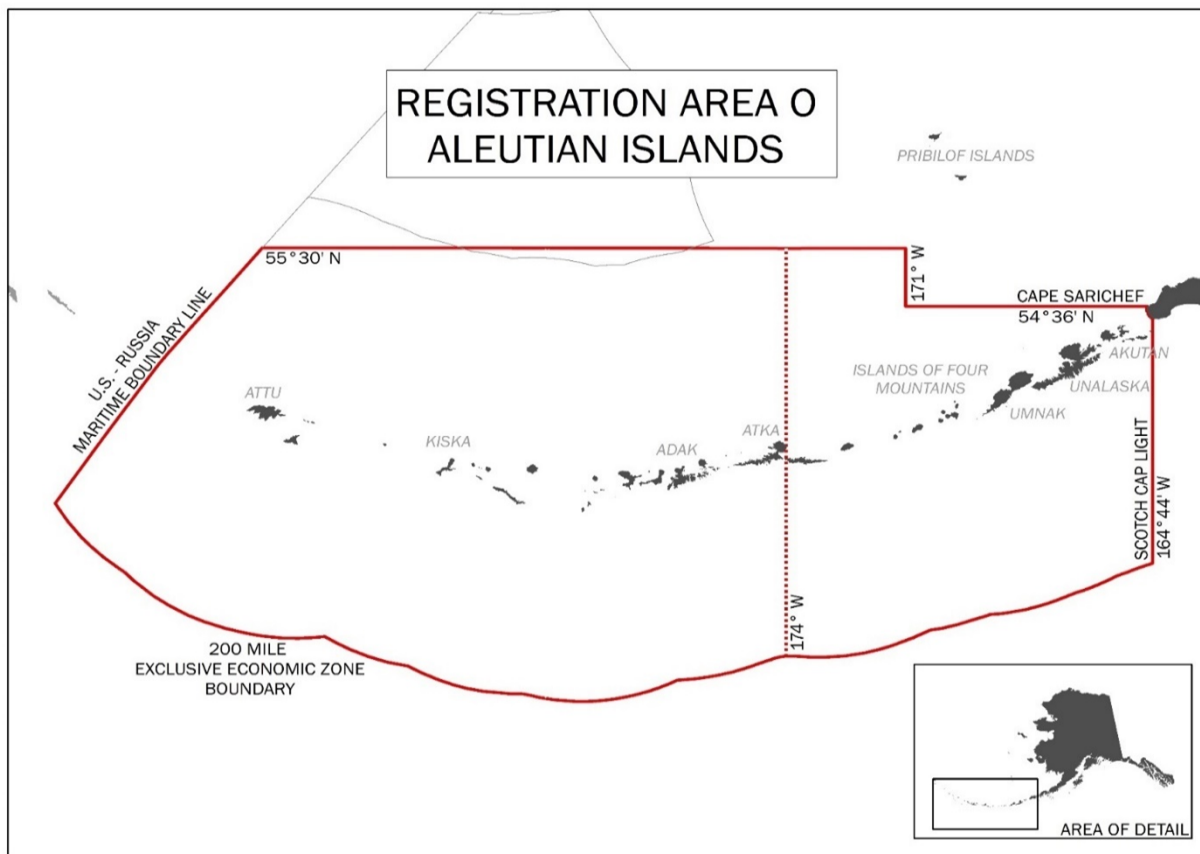 REGISTRATION AREA O
ALEUTIAN ISLANDS
PRIBILOF ISLANDS
55°30' N
171° W
CAPE SARICHEF
54°36' N
U.S. - RUSSIA
MARITIME BOUNDARY LINE
AKUTAN
ISLANDS OF FOUR
MOUNTAINS
UNALASKA
ATTU
UMNAK
KISKA
ADAK
ATKA
SCOTCH CAP LIGHT
164°44' W
174° W
200 MILE
EXCLUSIVE ECONOMIC ZONE
BOUNDARY
AREA OF DETAIL